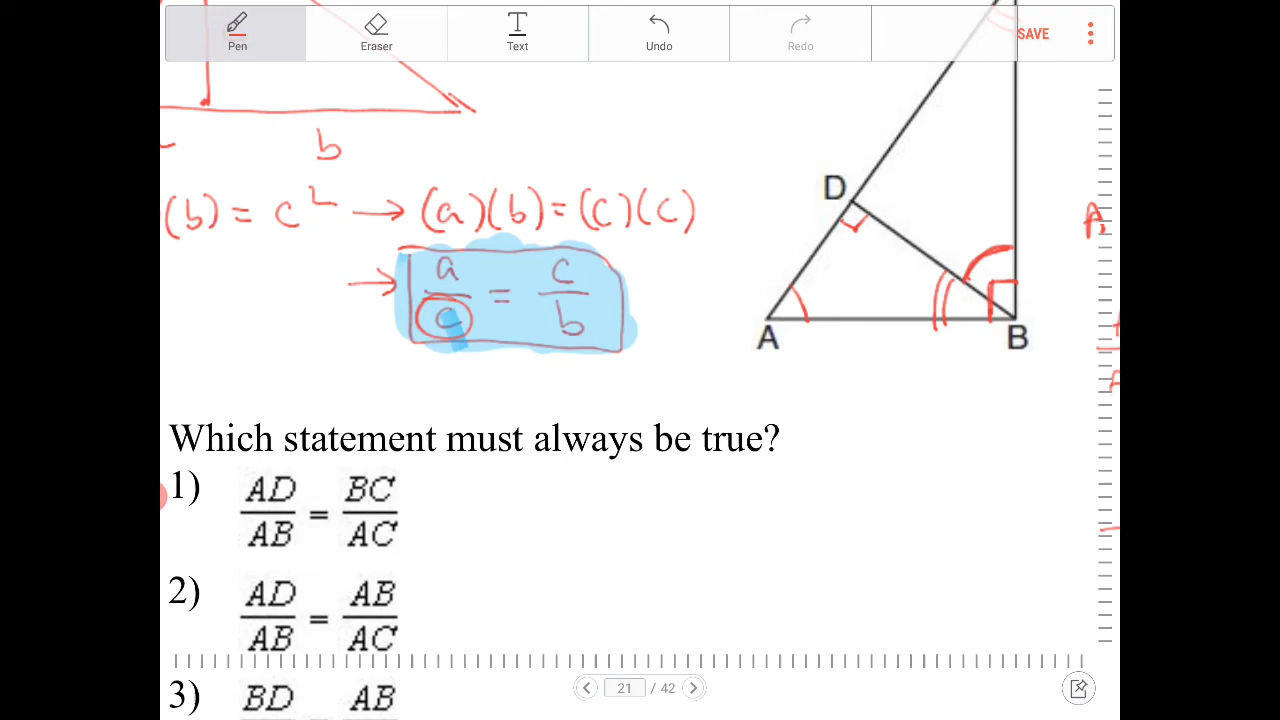 Pen Eraser Text Undo Redo SAVE
b
(b) = c² → (a)(b) = (c)(c)
→ a/c = c/b
D
A B
A
Which statement must always be true?
1) AD/AB = BC/AC
2) AD/AB = AB/AC
3) BD = AB
21 / 42